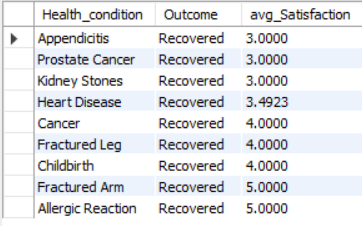 Health_condition Outcome avg_Satisfaction
Appendicitis Recovered 3.0000
Prostate Cancer Recovered 3.0000
Kidney Stones Recovered 3.0000
Heart Disease Recovered 3.4923
Cancer Recovered 4.0000
Fractured Leg Recovered 4.0000
Childbirth Recovered 4.0000
Fractured Arm Recovered 5.0000
Allergic Reaction Recovered 5.0000